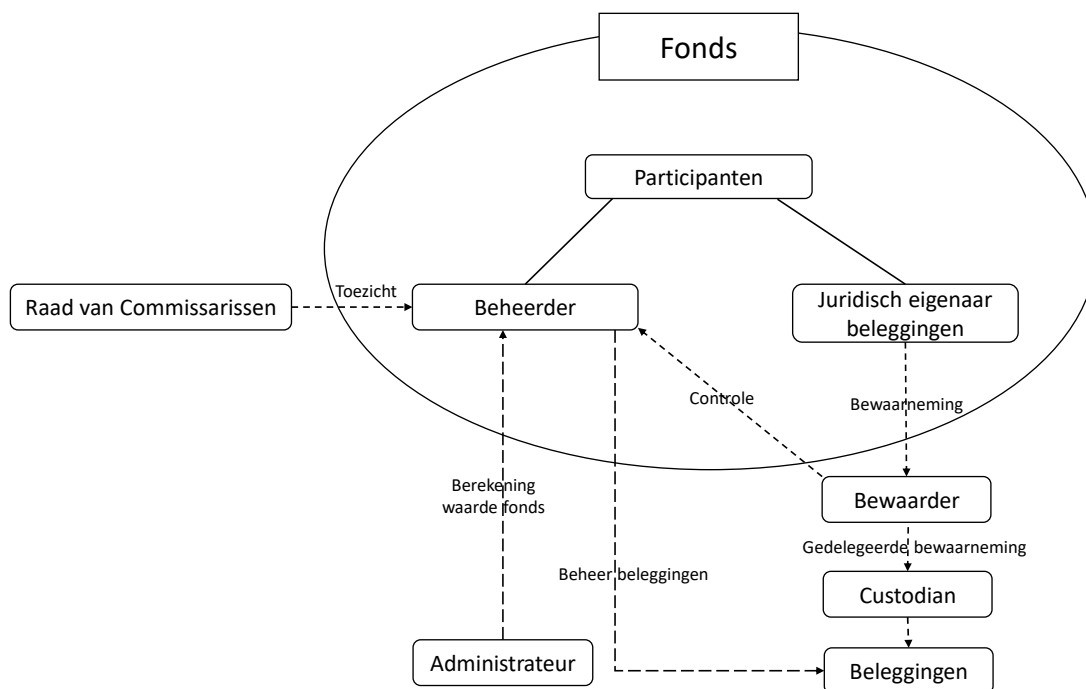 Fonds
Participanten
Raad van Commissarissen
Toezicht
Beheerder
Juridisch eigenaar
beleggingen
Controle
Bewaarneming
Berekening
waarde fonds
Bewaarder
Gedelegeerde bewaarneming
Beheer beleggingen
Custodian
Administrateur
Beleggingen